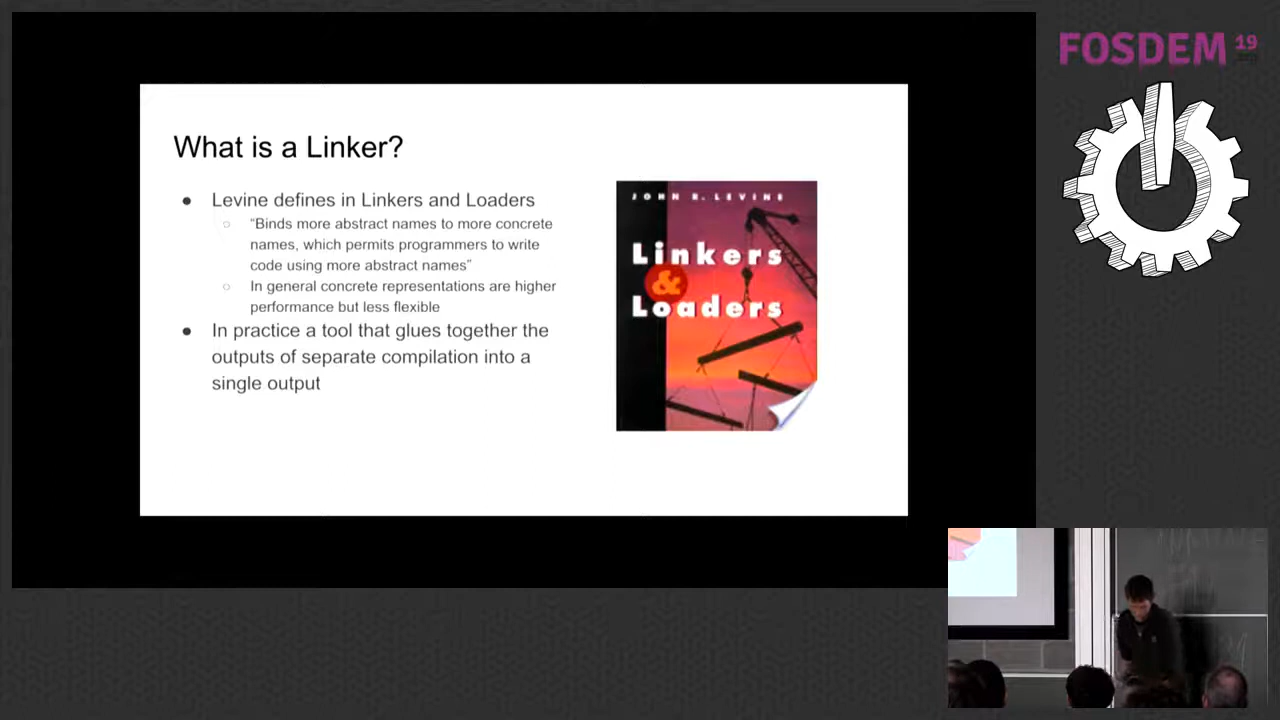 FOSDEM 19
What is a Linker?
● Levine defines in Linkers and Loaders
○ “Binds more abstract names to more concrete
names, which permits programmers to write
code using more abstract names”
○ In general concrete representations are higher
performance but less flexible
● In practice a tool that glues together the
outputs of separate compilation into a
single output
JOHN R. LEVINE
Linkers
&
Loaders